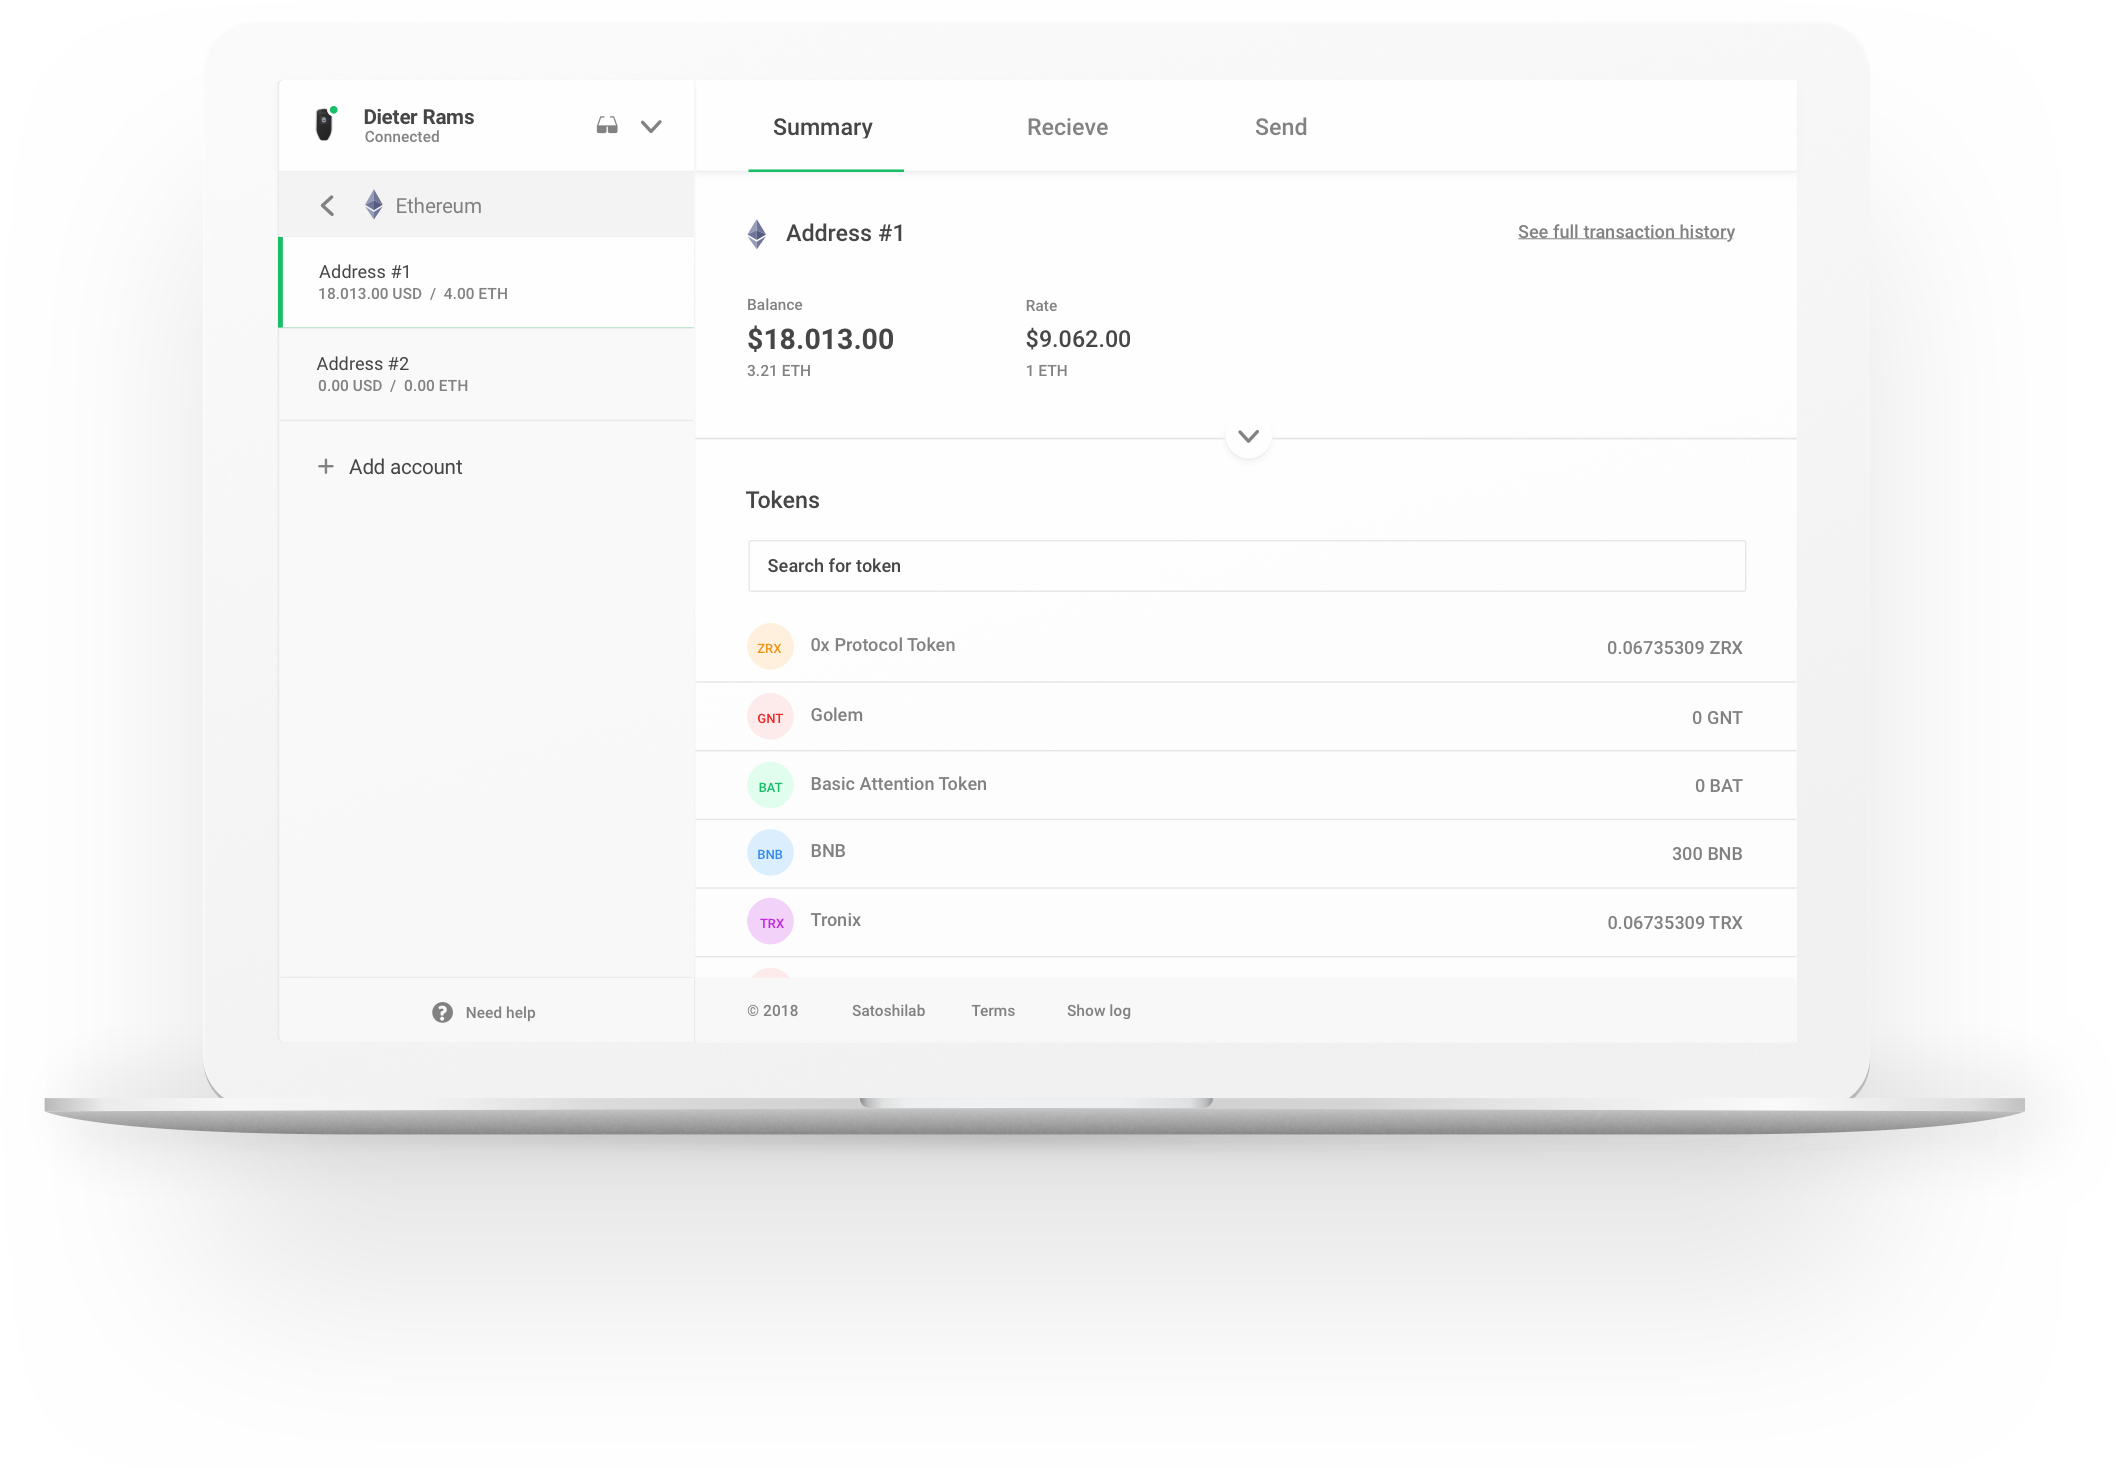 Dieter Rams
Connected
Ethereum
Address #1
18.013.00 USD / 4.00 ETH
Address #2
0.00 USD / 0.00 ETH
+ Add account
? Need help
Summary
Recieve
Send
Address #1
See full transaction history
Balance
$18.013.00
3.21 ETH
Rate
$9.062.00
1 ETH
Tokens
Search for token
ZRX 0x Protocol Token 0.06735309 ZRX
GNT Golem 0 GNT
BAT Basic Attention Token 0 BAT
BNB BNB 300 BNB
TRX Tronix 0.06735309 TRX
© 2018 Satoshilab Terms Show log